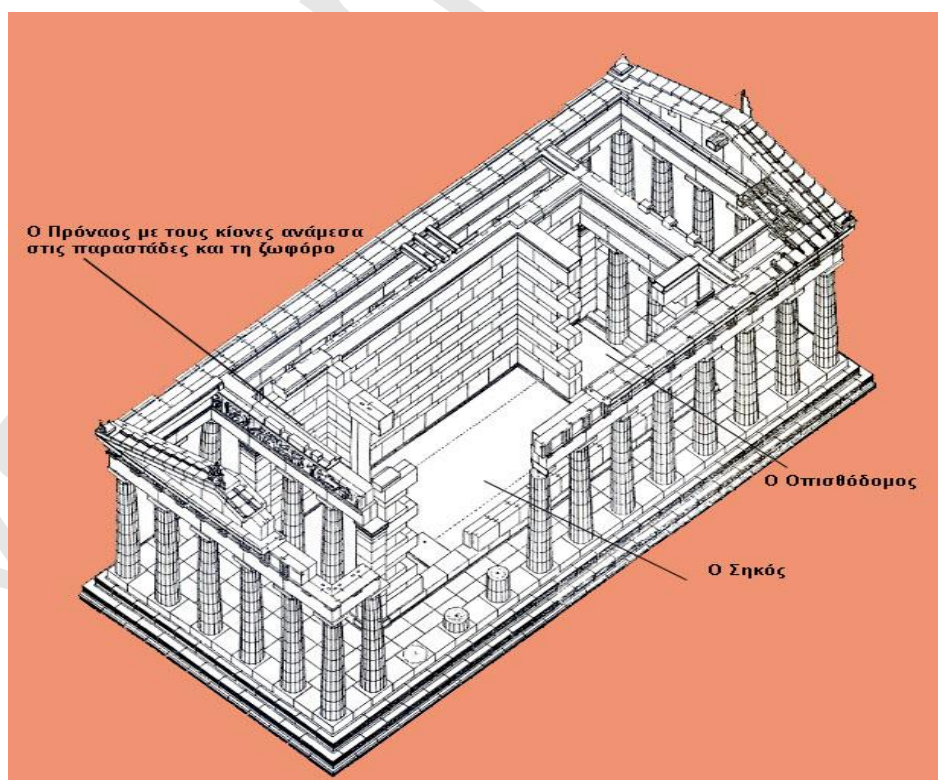 Ο Πρόναος με τους κίονες ανάμεσα
στις παραστάδες και τη ζωφόρο
Ο Οπισθόδομος
Ο Σηκός